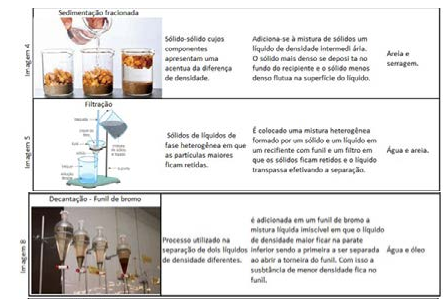 Sedimentação fracionada
Imagem 4
Sólido-sólido cujos
componentes
apresentam uma
acentua da diferença
de densidade.
Adiciona-se à mistura de sólidos um
líquido de densidade intermedi ária.
O sólido mais denso se deposi ta no
fundo do recipiente e o sólido menos
denso flutua na superfície do líquido.
Areia e
serragem.
Filtração
Imagem 5
Sólidos de líquidos de
fase heterogênea em que
as partículas maiores
ficam retidas.
É colocado uma mistura heterogênea
formado por um sólido e um líquido em
um recifiente com funil e um filtro em
que os sólidos ficam retidos e o líquido
transpassa efetivando a separação.
Água e areia.
Decantação - Funil de bromo
Imagem 8
Processo utilizado na
separação de dois líquidos
de densidade diferentes.
é adicionada em um funil de bromo a
mistura líquida imiscível em que o líquido
de densidade maior ficar na parate
inferior sendo a primeira a ser separada
ao abrir a torneira do funil. Com isso a
susbtância de menor densidade fica no
funil.
Água e óleo